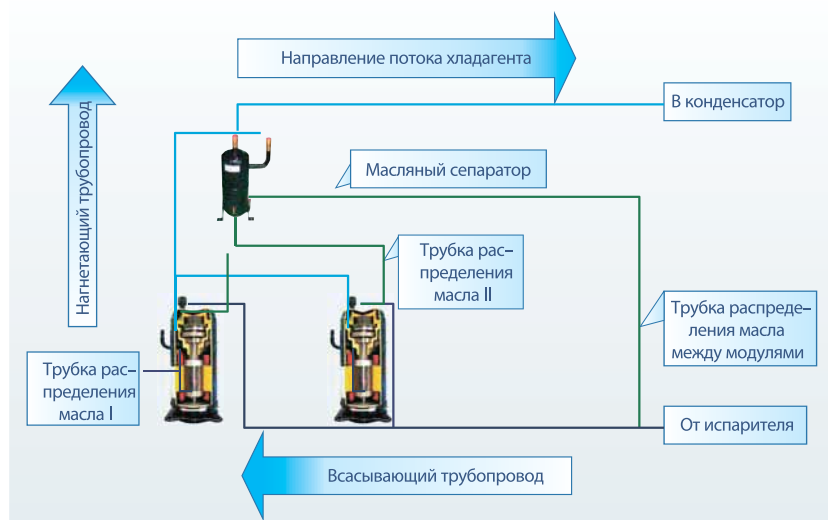 Направление потока хладагента
В конденсатор
Нагнетающий трубопровод
Масляный сепаратор
Трубка рас–
пределения
масла II
Трубка распреде–
ления масла
между модулями
Трубка рас–
пределения
масла I
От испарителя
Всасывающий трубопровод